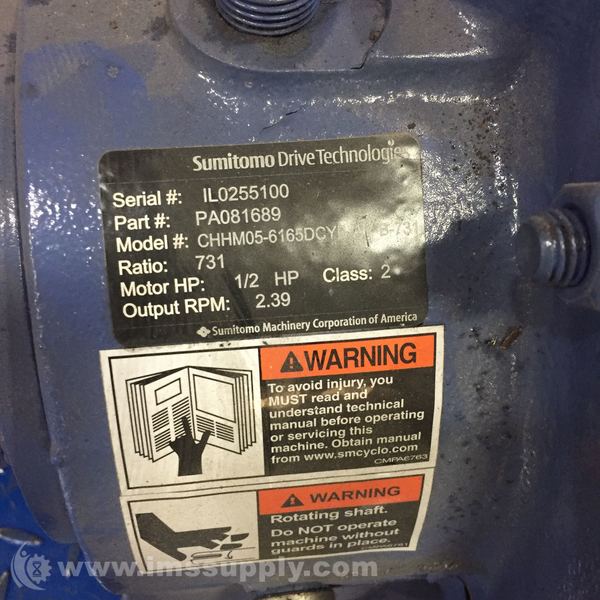 Sumitomo Drive Technologies
Serial #: IL0255100
Part #: PA081689
Model #: CHHM05-6165DCY
Ratio: 731
Motor HP: 1/2 HP Class: 2
Output RPM: 2.39
Sumitomo Machinery Corporation of America
WARNING
To avoid injury, you
MUST read and
understand technical
manual before operating
or servicing this
machine. Obtain manual
from www.smcyclo.com
CMPA6763
WARNING
Rotating shaft.
Do NOT operate
machine without
guards in place.
www.imssupply.com